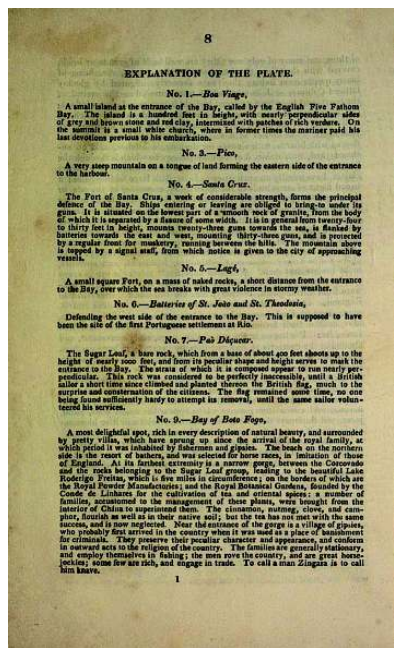 8
EXPLANATION OF THE PLATE.
No. 1.—Boa Viage,
A small island at the entrance of the Bay, called by the English Five Fathom
Bay. The island is a hundred feet in height, with nearly perpendicular sides
of grey and brown stone and red clay, intermixed with patches of rich verdure. On
the summit is a small white church, where in former times the mariner paid his
last devotions previous to his embarkation.
No. 3.—Pico,
A very steep mountain on a tongue of land forming the eastern side of the entrance
to the harbour.
No. 4.—Santa Cruz.
The Fort of Santa Cruz, a work of considerable strength, forms the principal
defence of the Bay. Ships entering or leaving are obliged to bring-to under its
guns. It is situated on the lowest part of a smooth rock of granite, from the body
of which it is separated by a fissure of some width. It is in general from twenty-four
to thirty feet in height, mounts twenty-three guns towards the sea, is flanked by
batteries towards the east and west, mounting thirty-three guns, and is protected
by a regular front for musketry, running between the hills. The mountain above
is topped by a signal staff, from which notice is given to the city of approaching
vessels.
No. 5.—Lagé,
A small square Fort, on a mass of naked rocks, a short distance from the entrance
to the Bay, over which the sea breaks with great violence in stormy weather.
No. 6.—Batteries of St. João and St. Theodosia,
Defending the west side of the entrance to the Bay. This is supposed to have
been the site of the first Portuguese settlement at Rio.
No. 7.—Paò Dáçucar.
The Sugar Loaf, a bare rock, which from a base of about 400 feet shoots up to the
height of nearly 1000 feet, and from its peculiar shape and height serves to mark the
entrance to the Bay. The strata of which it is composed appear to run nearly per-
pendicular. This rock was considered to be perfectly inaccessible, until a British
sailor a short time since climbed and planted thereon the British flag, much to the
surprise and consternation of the citizens. The flag remained some time, no one
being found sufficiently hardy to attempt its removal, until the same sailor volun-
teered his services.
No. 9.—Bay of Boto Fogo,
A most delightful spot, rich in every description of natural beauty, and surrounded
by pretty villas, which have sprung up since the arrival of the royal family, at
which period it was inhabited by fishermen and gipsies. The beach on the northern
side is the resort of bathers, and was selected for horse races, in imitation of those
of England. At its farthest extremity is a narrow gorge, between the Corcovado
and the rocks belonging to the Sugar Loaf group, leading to the beautiful Lake
Roderigo Freitas, which is five miles in circumference; on the borders of which are
the Royal Powder Manufactories; and the Royal Botanical Gardens, founded by the
Conde de Linhares for the cultivation of tea and oriental spices: a number of
families, accustomed to the management of these plants, were brought from the
interior of China to superintend them. The cinnamon, nutmeg, clove, and cam-
phor, flourish as well as in their native soil; but the tea has not met with the same
success, and is now neglected. Near the entrance of the gorge is a village of gipsies,
who probably first arrived in the country when it was used as a place of banishment
for criminals. They preserve their peculiar character and appearance, and conform
in outward acts to the religion of the country. The families are generally stationary,
and employ themselves in fishing; the men rove the country, and are great horse-
jockies; some few are rich, and engage in trade. To call a man Zingara is to call
him knave.
1